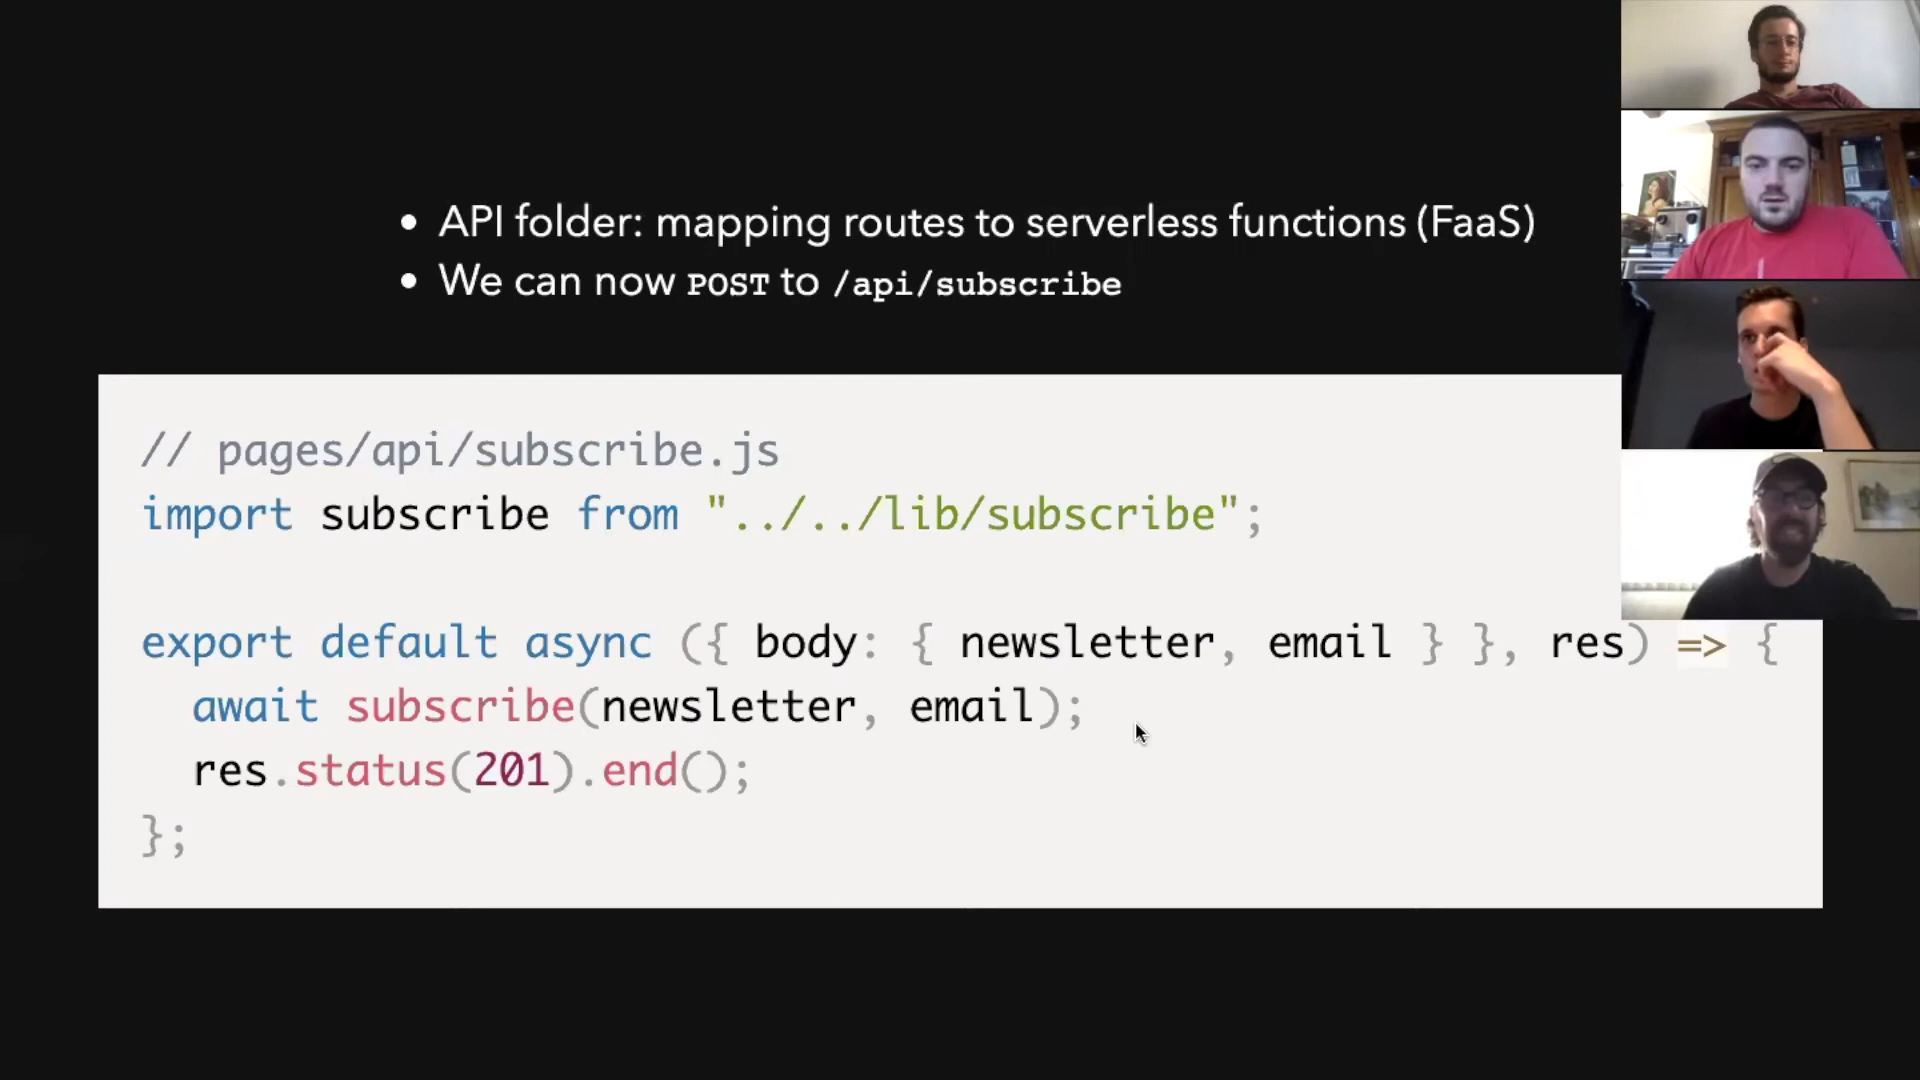 • API folder: mapping routes to serverless functions (FaaS)
• We can now POST to /api/subscribe
// pages/api/subscribe.js
import subscribe from "../../lib/subscribe";
export default async ({ body: { newsletter, email } }, res) => {
  await subscribe(newsletter, email);
  res.status(201).end();
};